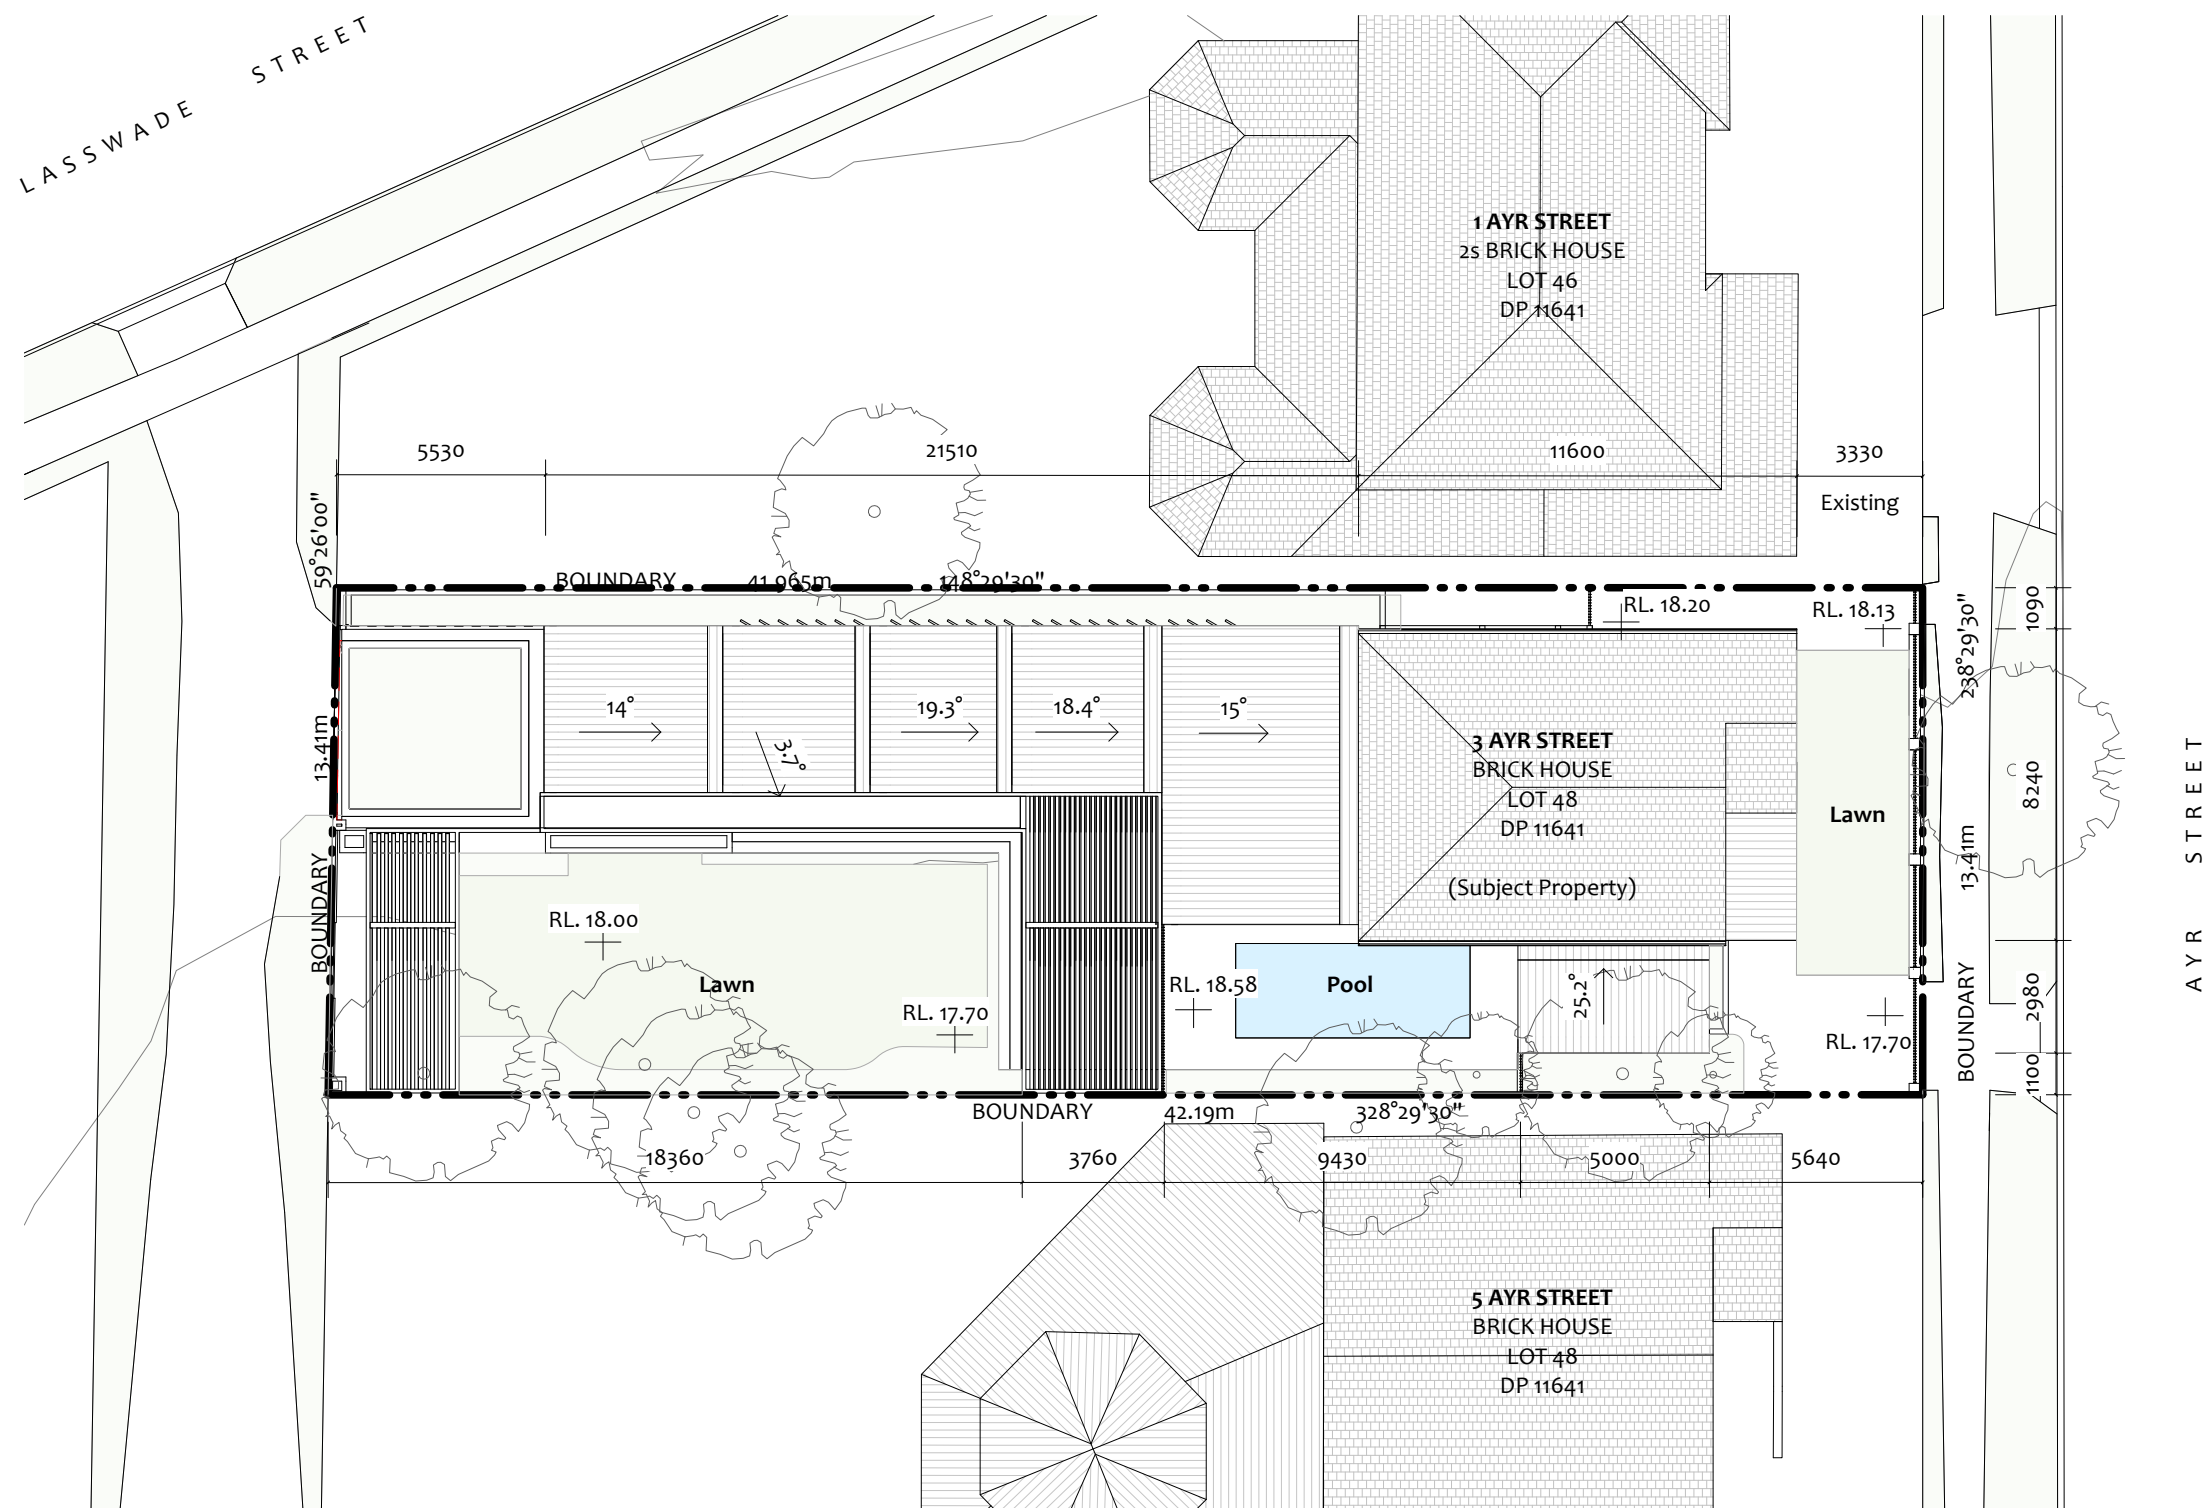 LASSWADE STREET
1 AYR STREET
2s BRICK HOUSE
LOT 46
DP 11641
5530
21510
11600
3330
Existing
59°26'00"
BOUNDARY
41.965m
148°29'30"
RL. 18.20
RL. 18.13
238°29'30"
1090
13.41m
14°
3.7°
19.3°
18.4°
15°
3 AYR STREET
BRICK HOUSE
LOT 48
DP 11641
(Subject Property)
Lawn
8240
13.41m
AYR STREET
BOUNDARY
RL. 18.00
Lawn
RL. 17.70
RL. 18.58
Pool
25.2°
RL. 17.70
BOUNDARY
2980
1100
BOUNDARY
42.19m
328°29'30"
18360
3760
9430
5000
5640
5 AYR STREET
BRICK HOUSE
LOT 48
DP 11641